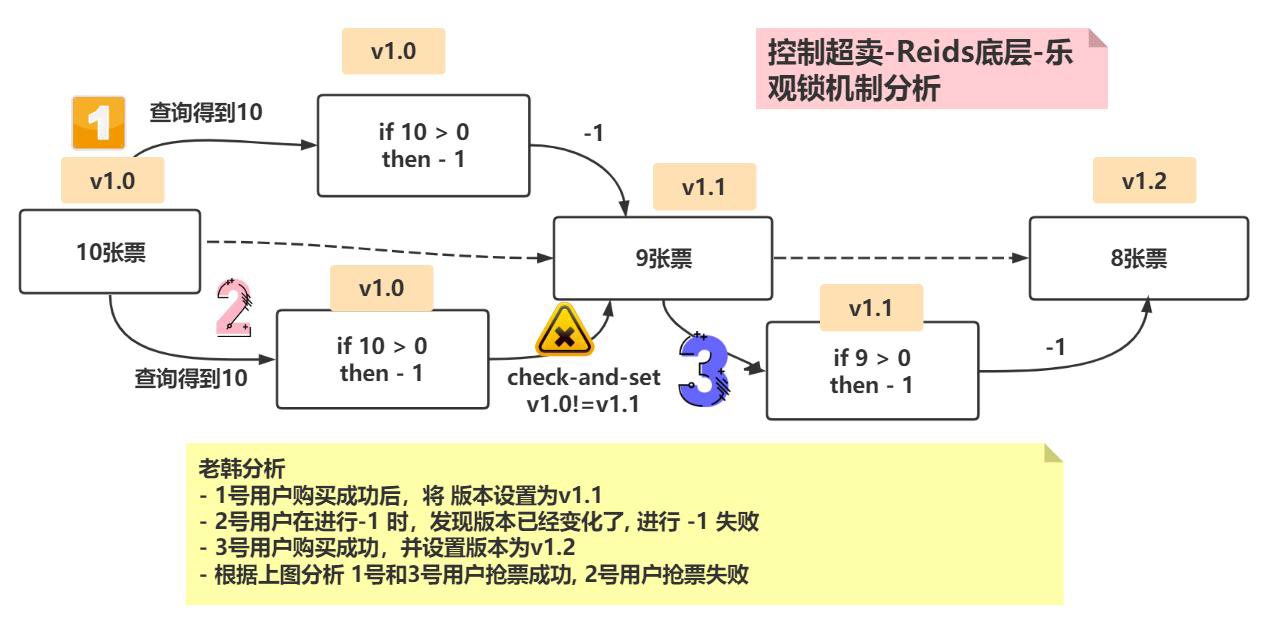 控制超卖-Reids底层-乐
观锁机制分析
v1.0
1
查询得到10
if 10 > 0
then - 1
-1
v1.0
10张票
v1.1
9张票
v1.2
8张票
2
查询得到10
v1.0
if 10 > 0
then - 1
check-and-set
v1.0!=v1.1
3
v1.1
if 9 > 0
then - 1
-1
老韩分析
- 1号用户购买成功后，将 版本设置为v1.1
- 2号用户在进行-1 时，发现版本已经变化了, 进行 -1 失败
- 3号用户购买成功，并设置版本为v1.2
- 根据上图分析 1号和3号用户抢票成功, 2号用户抢票失败